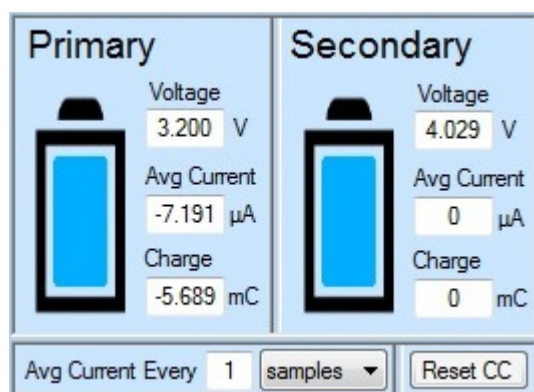 Primary
Voltage
3.200 V
Avg Current
-7.191 µA
Charge
-5.689 mC
Secondary
Voltage
4.029 V
Avg Current
0 µA
Charge
0 mC
Avg Current Every 1 samples
Reset CC